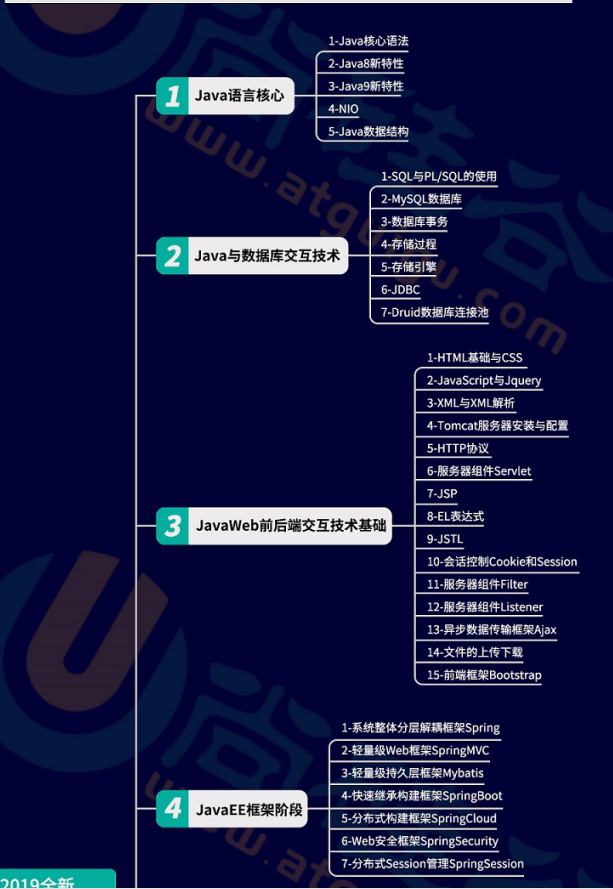 1
Java语言核心
1-Java核心语法
2-Java8新特性
3-Java9新特性
4-NIO
5-Java数据结构
2
Java与数据库交互技术
1-SQL与PL/SQL的使用
2-MySQL数据库
3-数据库事务
4-存储过程
5-存储引擎
6-JDBC
7-Druid数据库连接池
3
JavaWeb前后端交互技术基础
1-HTML基础与CSS
2-JavaScript与Jquery
3-XML与XML解析
4-Tomcat服务器安装与配置
5-HTTP协议
6-服务器组件Servlet
7-JSP
8-EL表达式
9-JSTL
10-会话控制Cookie和Session
11-服务器组件Filter
12-服务器组件Listener
13-异步数据传输框架Ajax
14-文件的上传下载
15-前端框架Bootstrap
4
JavaEE框架阶段
1-系统整体分层解耦框架Spring
2-轻量级Web框架SpringMVC
3-轻量级持久层框架Mybatis
4-快速继承构建框架SpringBoot
5-分布式构建框架SpringCloud
6-Web安全框架SpringSecurity
7-分布式Session管理SpringSession
2019全新
尚硅谷
www.atguigu.com
尚
www.at